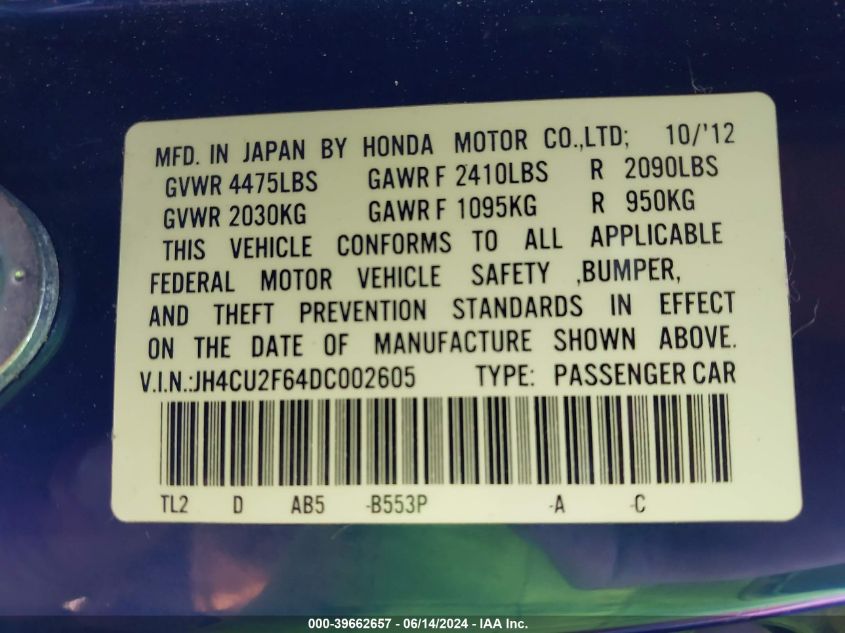 MFD. IN JAPAN BY HONDA MOTOR CO.,LTD; 10/'12
GVWR 4475LBS GAWR F 2410LBS R 2090LBS
GVWR 2030KG GAWR F 1095KG R 950KG
THIS VEHICLE CONFORMS TO ALL APPLICABLE
FEDERAL MOTOR VEHICLE SAFETY ,BUMPER,
AND THEFT PREVENTION STANDARDS IN EFFECT
ON THE DATE OF MANUFACTURE SHOWN ABOVE.
V.I.N.:JH4CU2F64DC002605 TYPE: PASSENGER CAR
TL2 D AB5 -B553P -A -C
000-39662657 - 06/14/2024 - IAA Inc.